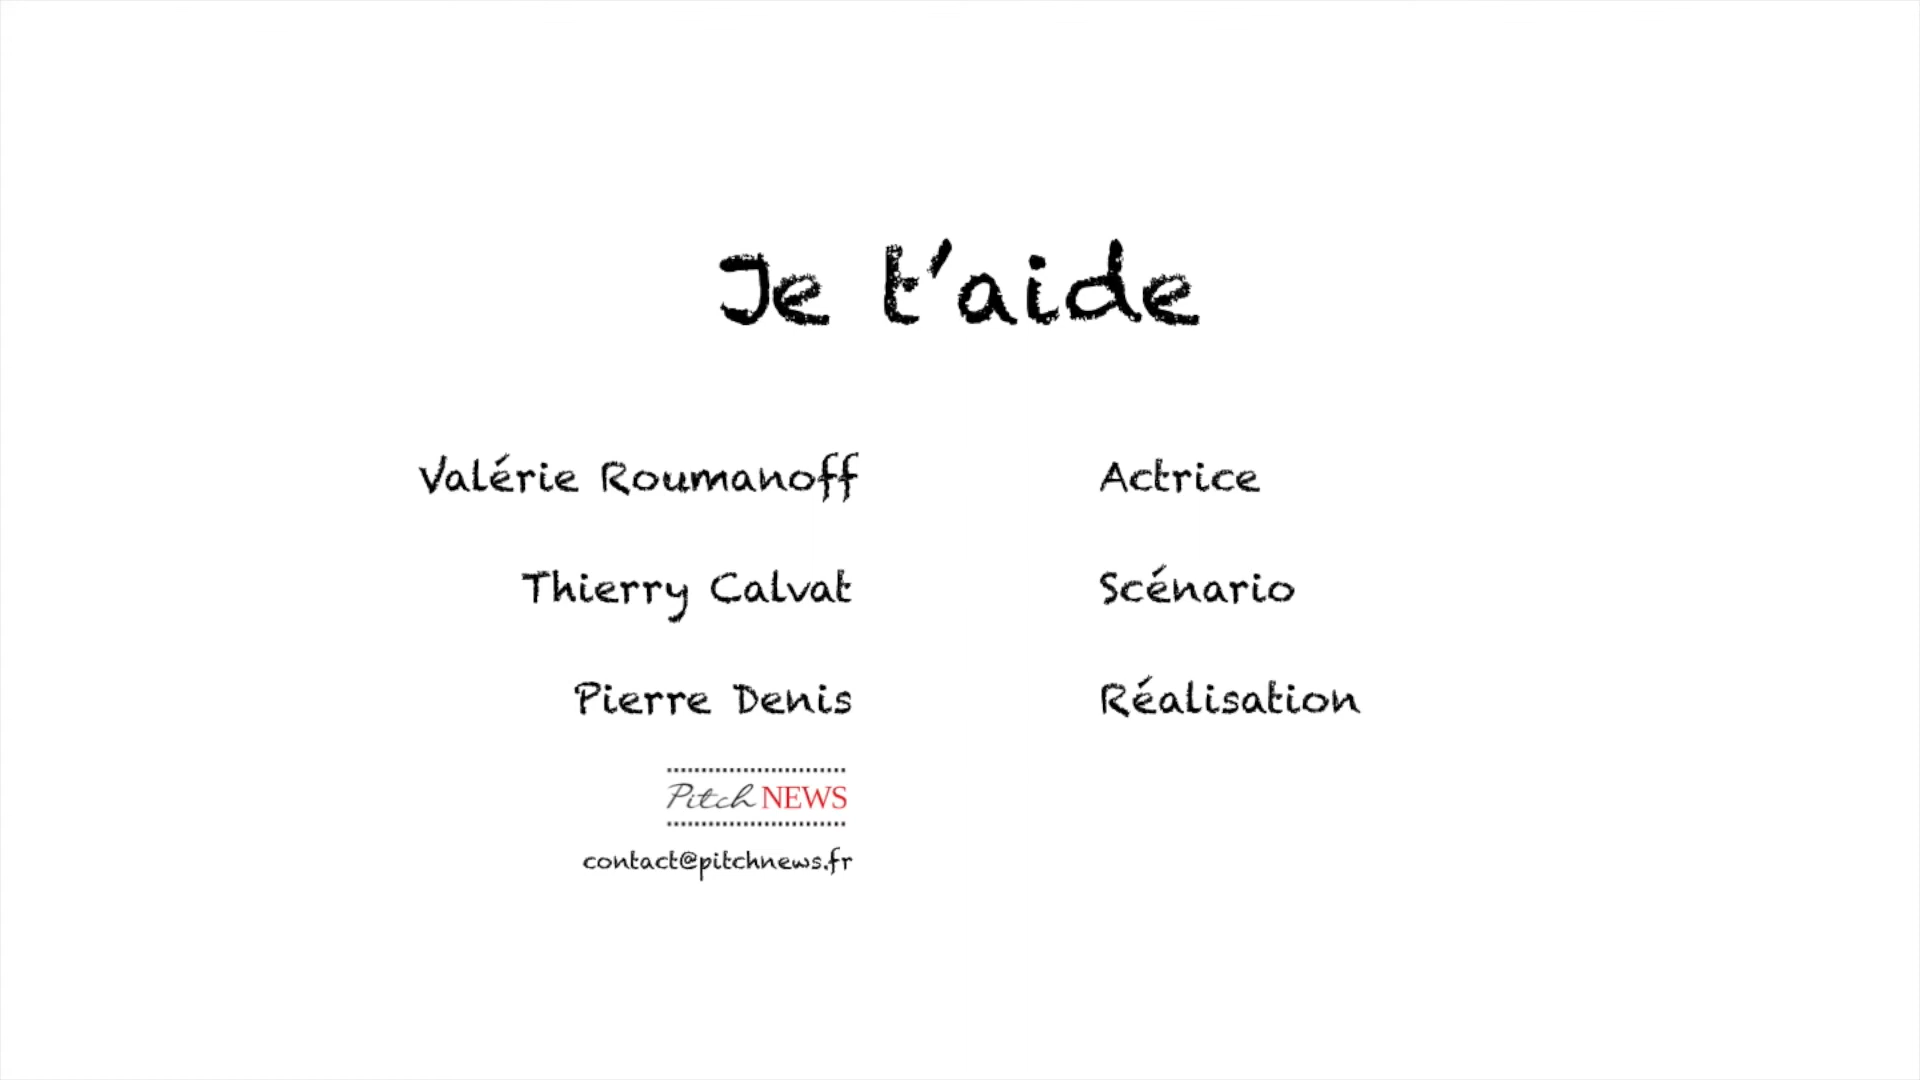 Je t'aide
Valérie Roumanoff Actrice
Thierry Calvat Scénario
Pierre Denis Réalisation
Pitch NEWS
contact@pitchnews.fr